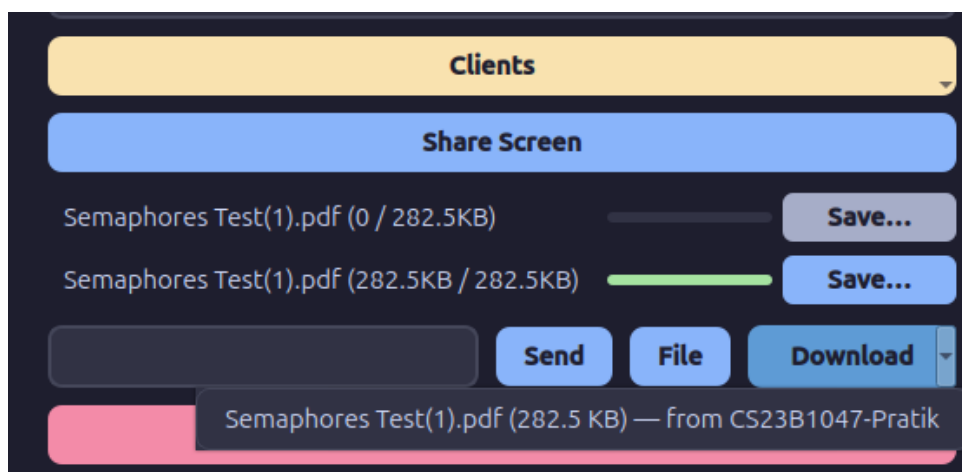 Clients
Share Screen
Semaphores Test(1).pdf (0 / 282.5KB) Save...
Semaphores Test(1).pdf (282.5KB / 282.5KB) Save...
Send File Download
Semaphores Test(1).pdf (282.5 KB) — from CS23B1047-Pratik